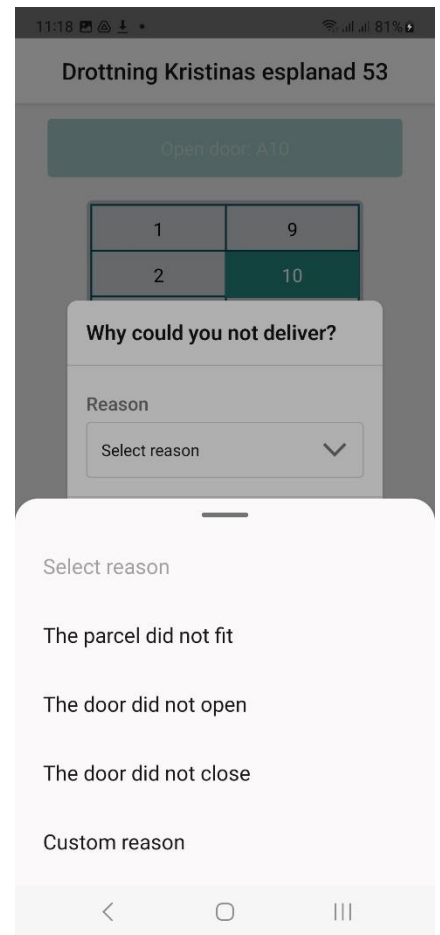 11:18 81%
Drottning Kristinas esplanad 53
Open door: A10
1 9
2 10
Why could you not deliver?
Reason
Select reason
Select reason
The parcel did not fit
The door did not open
The door did not close
Custom reason